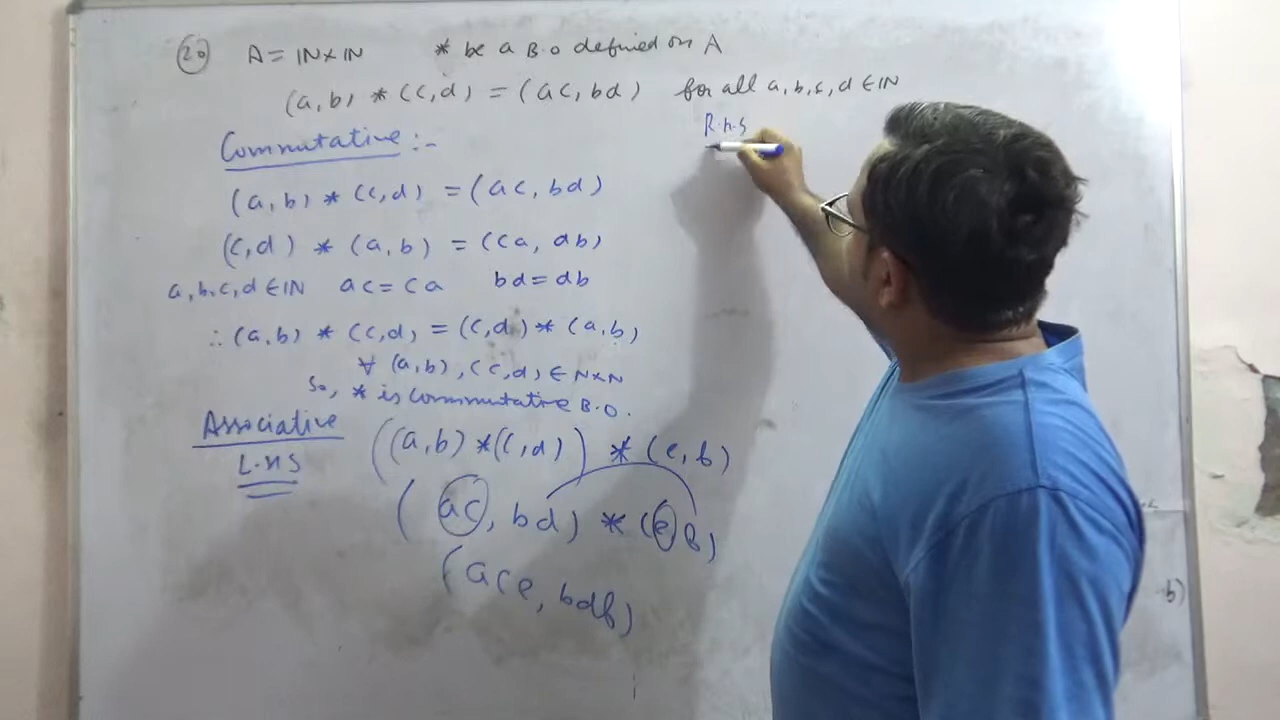 20 A = IN×IN * be a B.O defined on A
(a,b) * (c,d) = (ac, bd) for all a,b,c,d ∈ IN
Commutative :-
(a,b) * (c,d) = (ac, bd)
(c,d) * (a,b) = (ca, db)
a,b,c,d ∈ IN ac = ca bd = db
∴ (a,b) * (c,d) = (c,d) * (a,b)
∀ (a,b), (c,d) ∈ N×N
So, * is commutative B.O.
Associative
L.H.S
((a,b) * (c,d)) * (e,f)
(ac, bd) * (e,f)
(ace, bdf)
R.H.S
b)